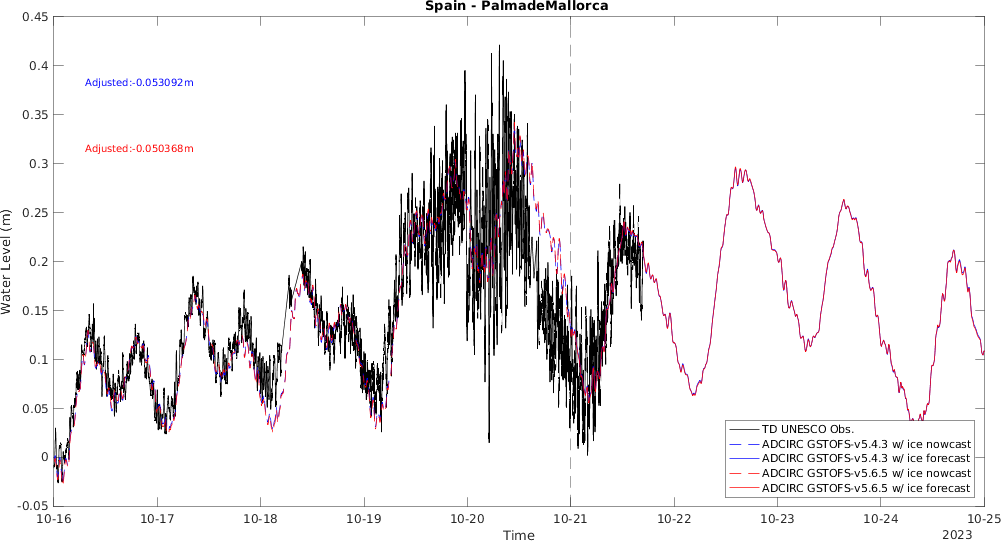 Spain - PalmadeMallorca
0.45
0.4
0.35
0.3
0.25
0.2
0.15
0.1
0.05
0
-0.05
Water Level (m)
Adjusted:-0.053092m
Adjusted:-0.050368m
TD UNESCO Obs.
ADCIRC GSTOFS-v5.4.3 w/ ice nowcast
ADCIRC GSTOFS-v5.4.3 w/ ice forecast
ADCIRC GSTOFS-v5.6.5 w/ ice nowcast
ADCIRC GSTOFS-v5.6.5 w/ ice forecast
10-16 10-17 10-18 10-19 10-20 10-21 10-22 10-23 10-24 10-25
Time
2023